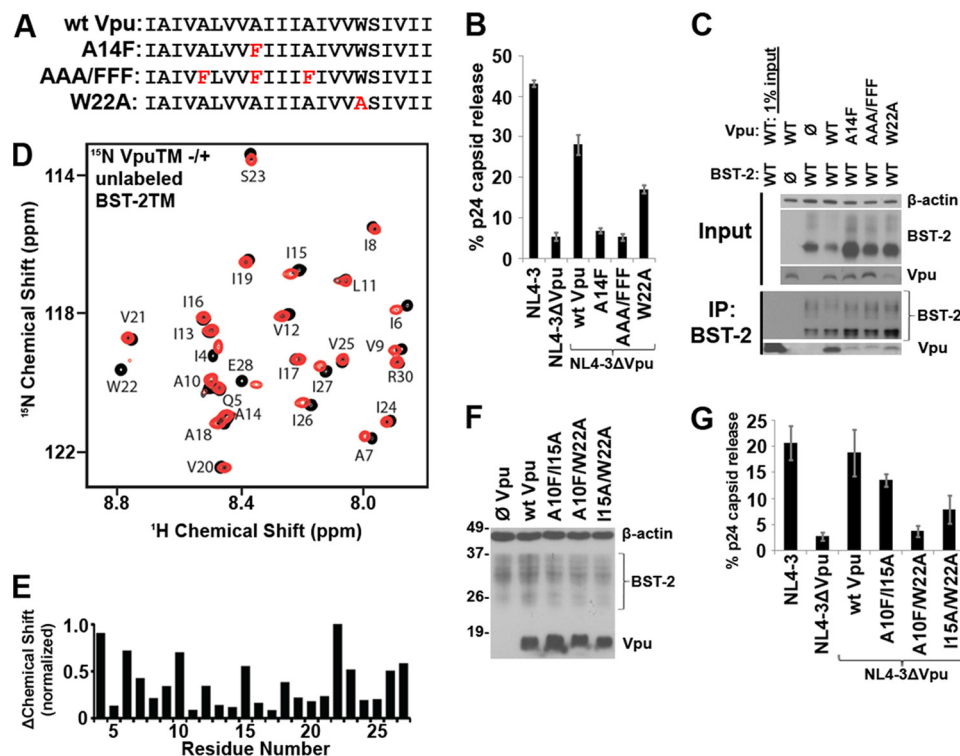 A
wt Vpu: IAIVALVVAIIIAIVVWSIVII
A14F: IAIVALVVFIIIAIVVWSIVII
AAA/FFF: IAIVFLVVFIIIFIVVWSIVII
W22A: IAIVALVVAIIIAIVVASIVII
B
% p24 capsid release
50
40
30
20
10
0
NL4-3
NL4-3ΔVpu
wt Vpu
A14F
AAA/FFF
W22A
NL4-3ΔVpu
C
1% input
Vpu: WT WT Ø WT A14F AAA/FFF W22A
BST-2: WT Ø WT WT WT WT WT
Input
β-actin
BST-2
Vpu
IP:
BST-2
BST-2
Vpu
D
15N VpuTM -/+
unlabeled
BST-2TM
15N Chemical Shift (ppm)
114
118
122
S23
I8
I15
I19
L11
I16
V12
I6
V21
I13
V25
V9
I4
W22
E28
I17
I27
R30
A10
Q5
A14
I26
I24
A18
A7
V20
8.8
8.4
8.0
1H Chemical Shift (ppm)
E
ΔChemical Shift
(normalized)
1.0
0.5
0
5
10
15
20
25
Residue Number
F
Ø Vpu
wt Vpu
A10F/I15A
A10F/W22A
I15A/W22A
49-
37-
26-
19-
β-actin
BST-2
Vpu
G
% p24 capsid release
25
20
15
10
5
0
NL4-3
NL4-3ΔVpu
wt Vpu
A10F/I15A
A10F/W22A
I15A/W22A
NL4-3ΔVpu